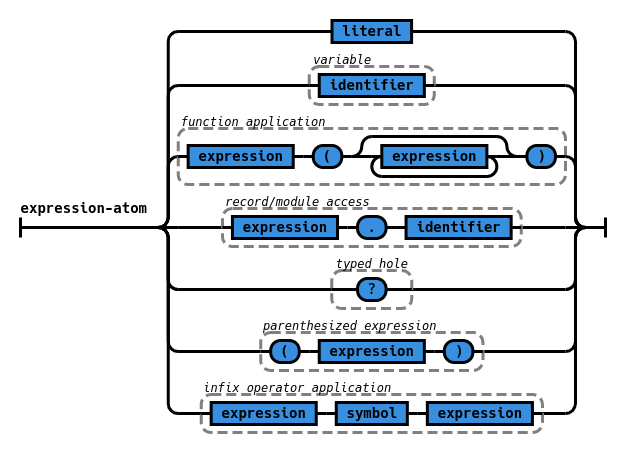 literal
variable
identifier
function application
expression ( expression )
expression-atom
record/module access
expression . identifier
typed hole
?
parenthesized expression
( expression )
infix operator application
expression symbol expression